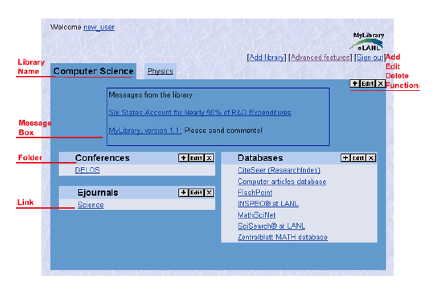 Welcome new_user
MyLibrary
@LANL
[Add library] [Advanced features] [Sign out]
Add
Edit
Delete
Function
Library
Name
Computer Science
Physics
+ Edit X
Messages from the library:
Six States Account for Nearly 60% of R&D Expenditures
Message
Box
MyLibrary, version 1.1: Please send comments!
Folder
Conferences + Edit X
DELOS
Ejournals + Edit X
Link
Science
Databases + Edit X
CiteSeer (ResearchIndex)
Computer articles database
FlashPoint
INSPEC@ at LANL
MathSciNet
SciSearch@ at LANL
Zentralblatt MATH database